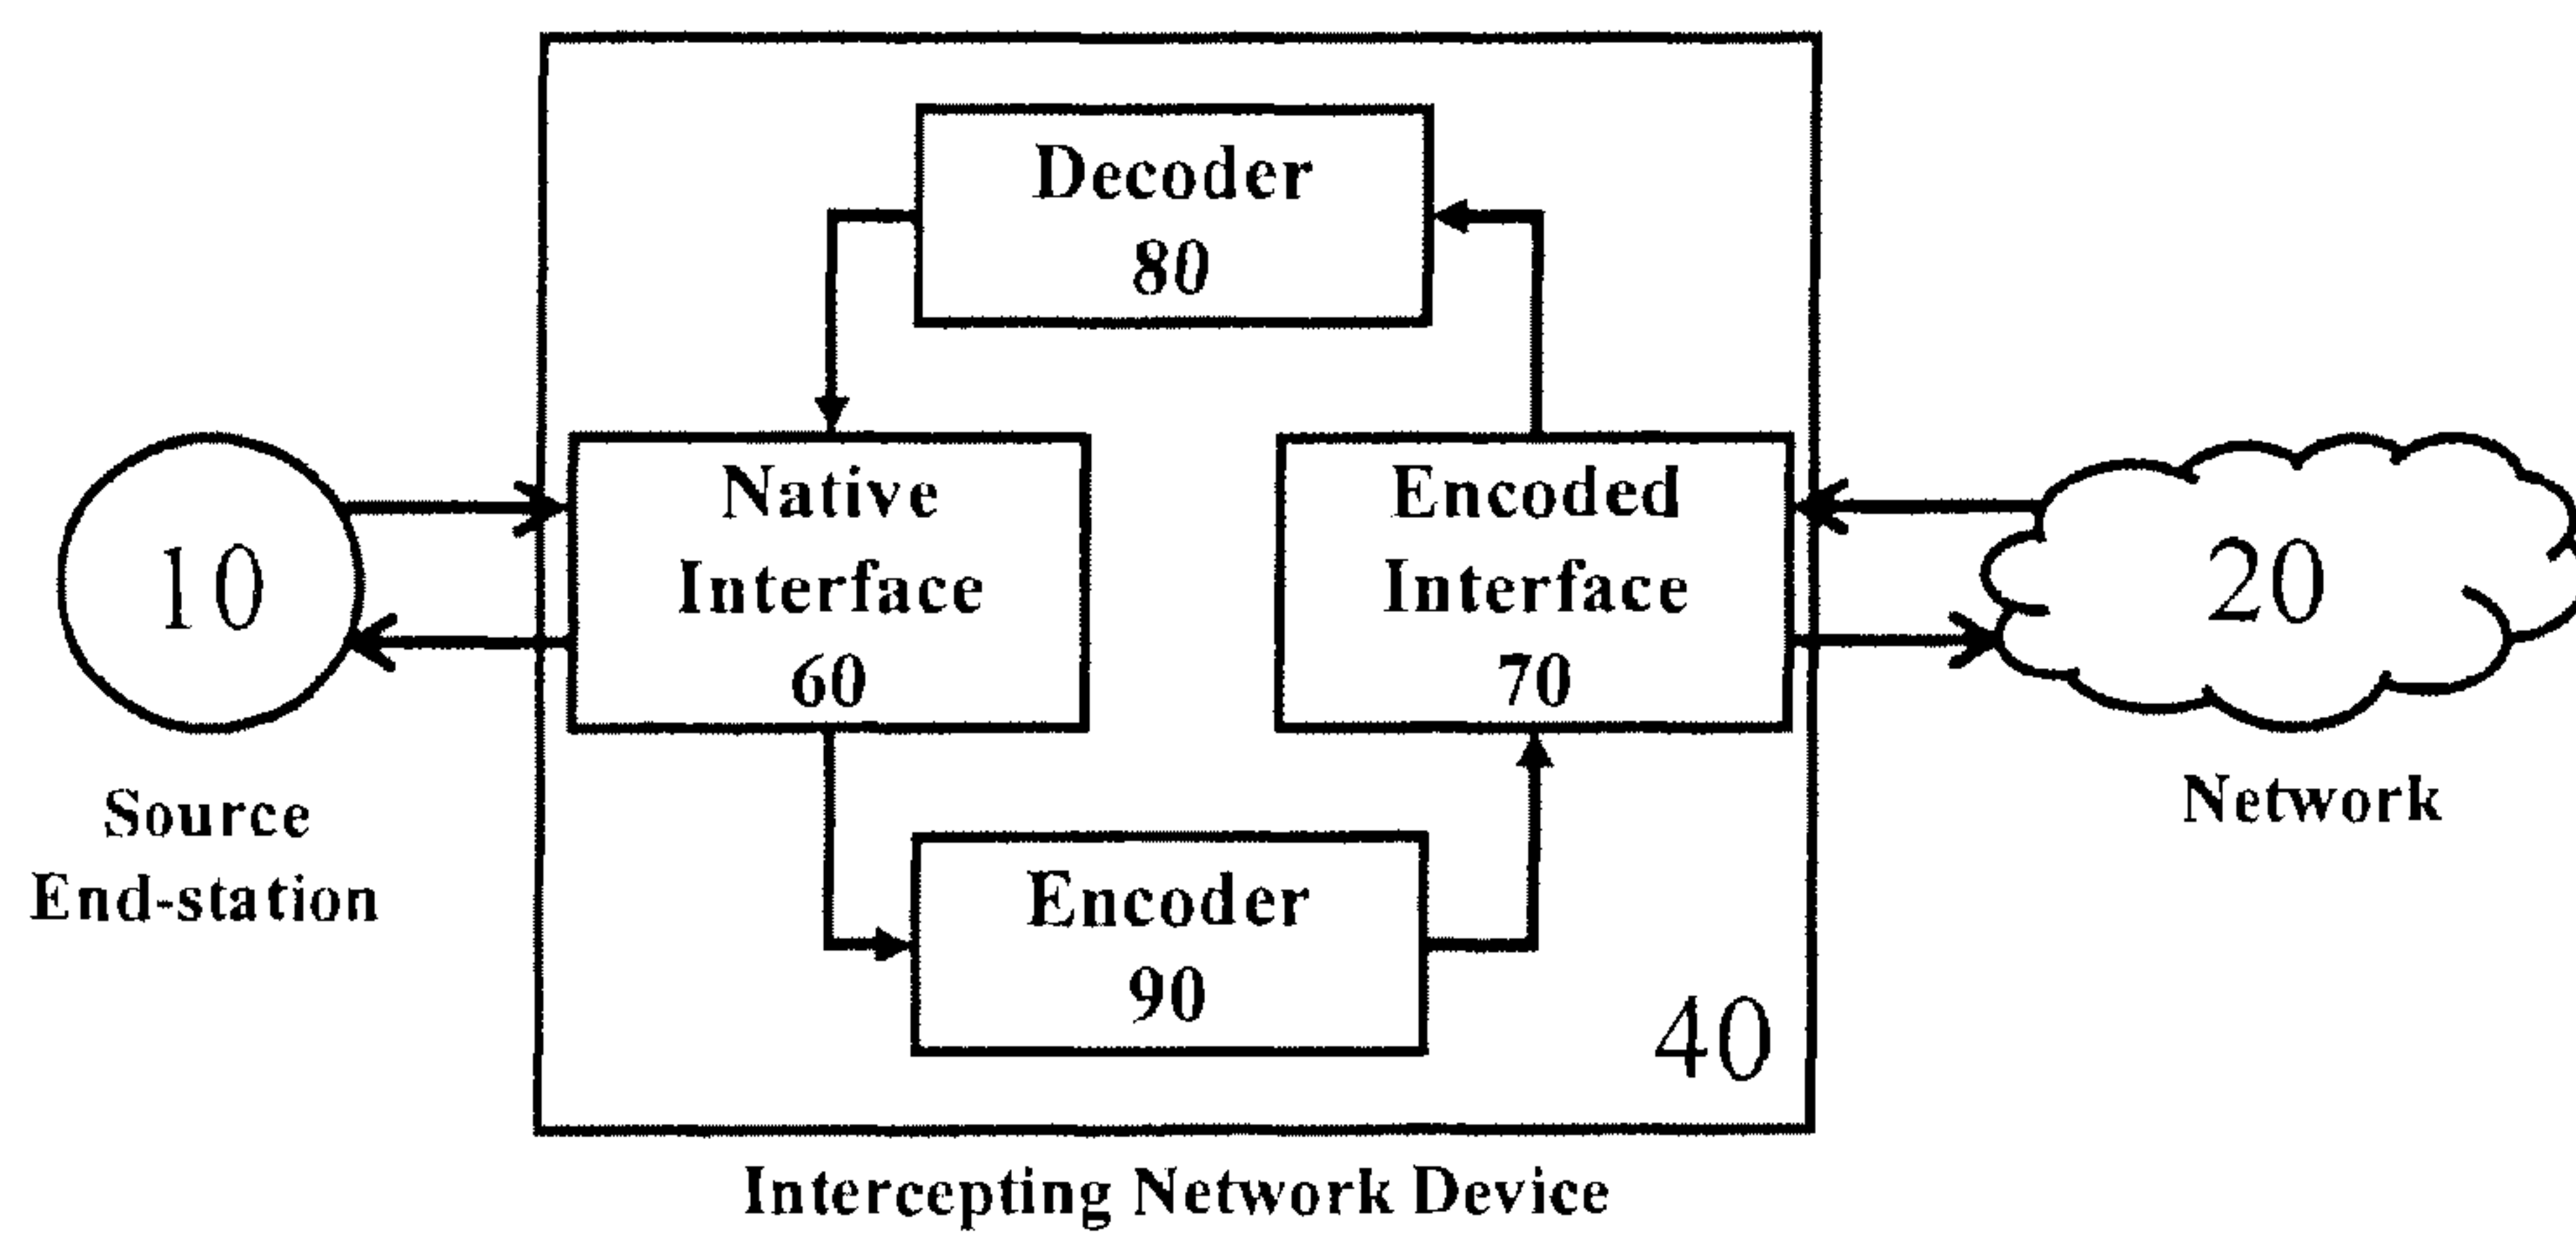 Decoder
80
Native
Interface
60
Encoded
Interface
70
10
20
Source
End-station
Network
Encoder
90
40
Intercepting Network Device